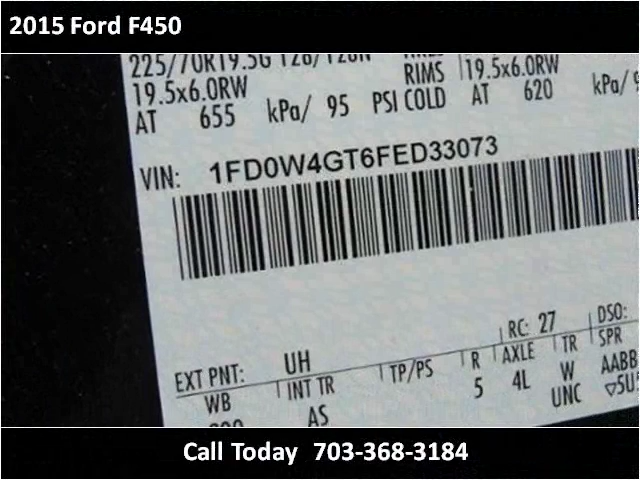 2015 Ford F450
225/70R19.5G 128/126N RIMS 19.5x6.0RW
19.5x6.0RW
AT 655 kPa/ 95 PSI COLD AT 620 kPa/
VIN: 1FD0W4GT6FED33073
RC: 27 DSO:
EXT PNT: UH
WB INT TR TP/PS R AXLE TR SPR
AS 5 4L W AABB
UNC
Call Today 703-368-3184